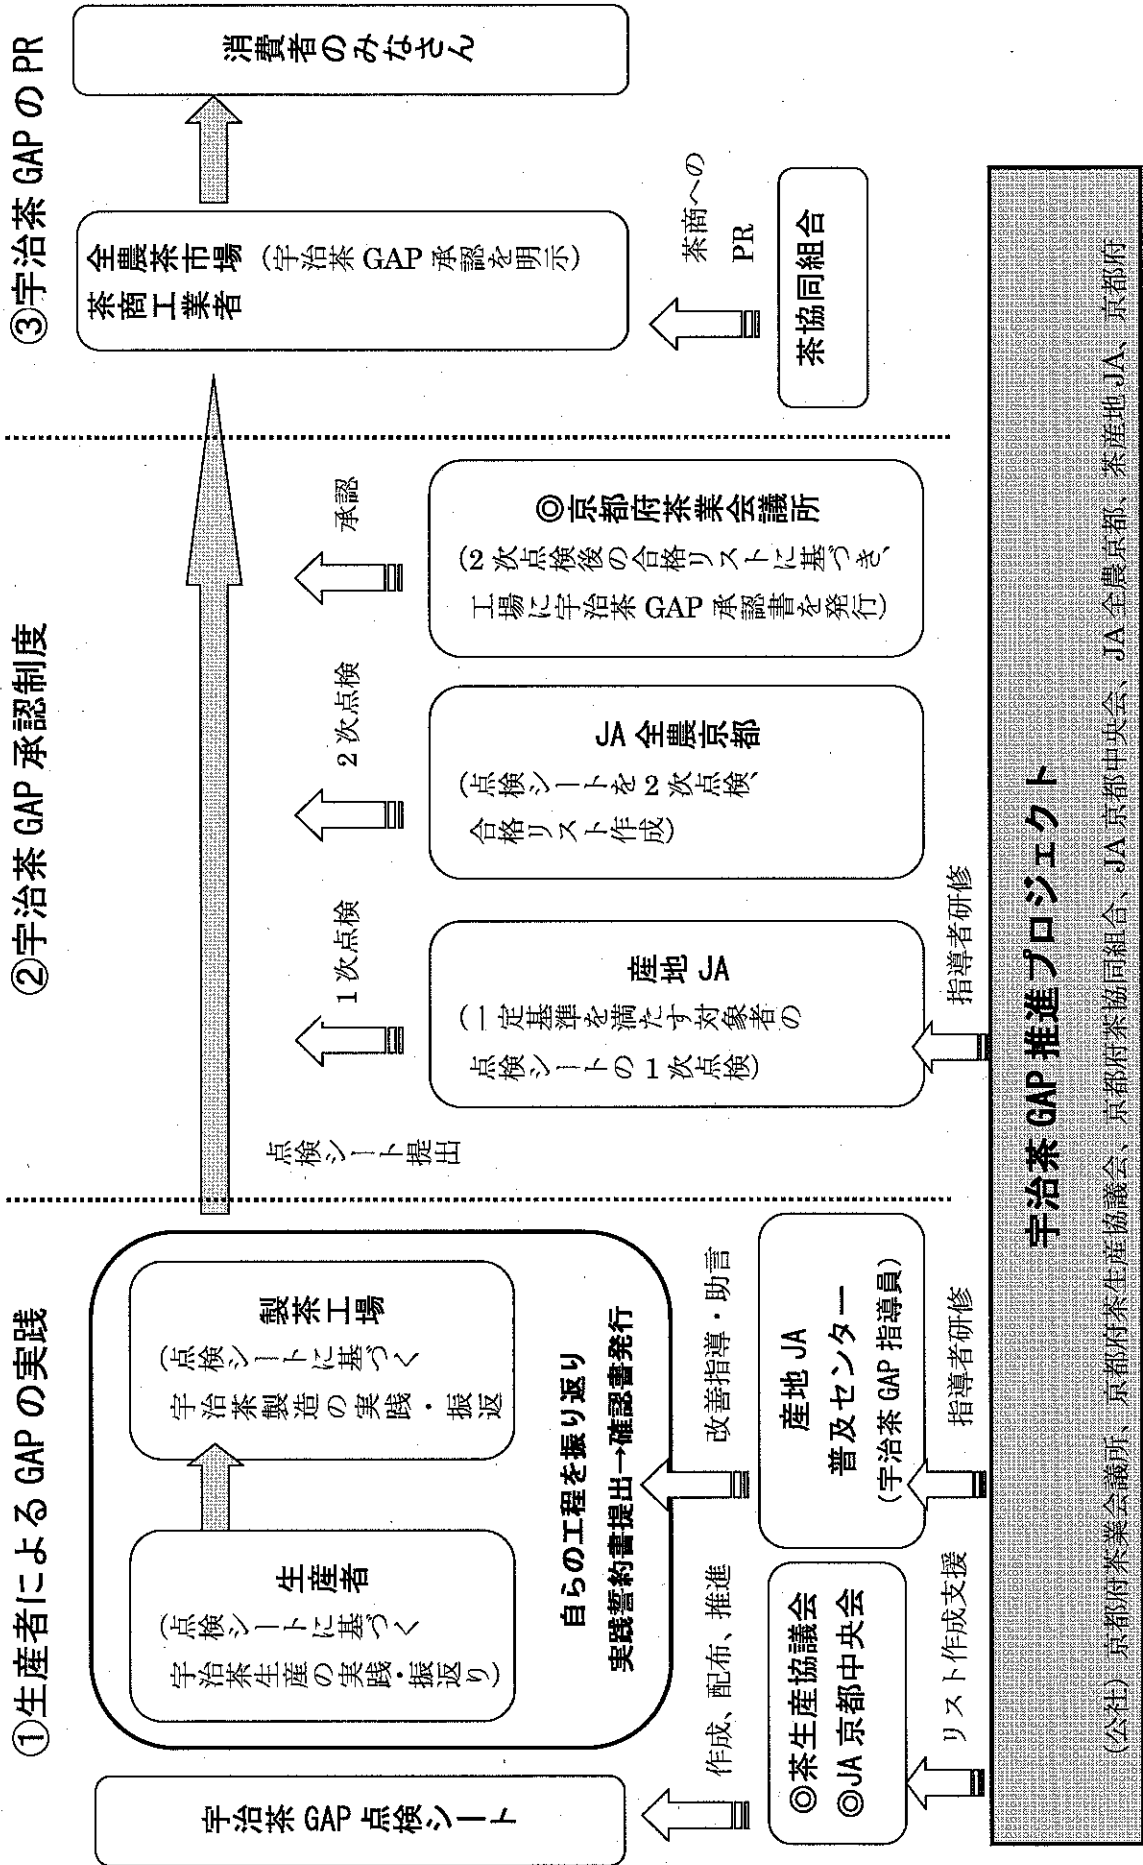 ①生産者による GAP の実践
②宇治茶 GAP 承認制度
③宇治茶 GAP の PR
宇治茶 GAP 点検シート
生産者
(点検シートに基づく
宇治茶生産の実践・振返り)
製茶工場
(点検シートに基づく
宇治茶製造の実践・振返
自らの工程を振り返り
実践誓約書提出→確認書発行
作成、配布、推進
改善指導・助言
◎茶生産協議会
◎JA 京都中央会
産地 JA
普及センター
(宇治茶 GAP 指導員)
リスト作成支援
指導者研修
点検シート提出
1 次点検
2 次点検
承認
産地 JA
(一定基準を満たす対象者の
点検シートの 1 次点検)
JA 全農京都
(点検シートを 2 次点検、
合格リスト作成)
◎京都府茶業会議所
(2 次点検後の合格リストに基づき、
工場に宇治茶 GAP 承認書を発行)
指導者研修
全農茶市場 (宇治茶 GAP 承認を明示)
茶商工業者
消費者のみなさん
茶商への
PR
茶協同組合
宇治茶 GAP 推進プロジェクト
(公社) 京都府茶業会議所、京都府茶生産協議会、京都府茶協同組合、JA 京都中央会、JA 全農京都、茶産地 JA、京都府